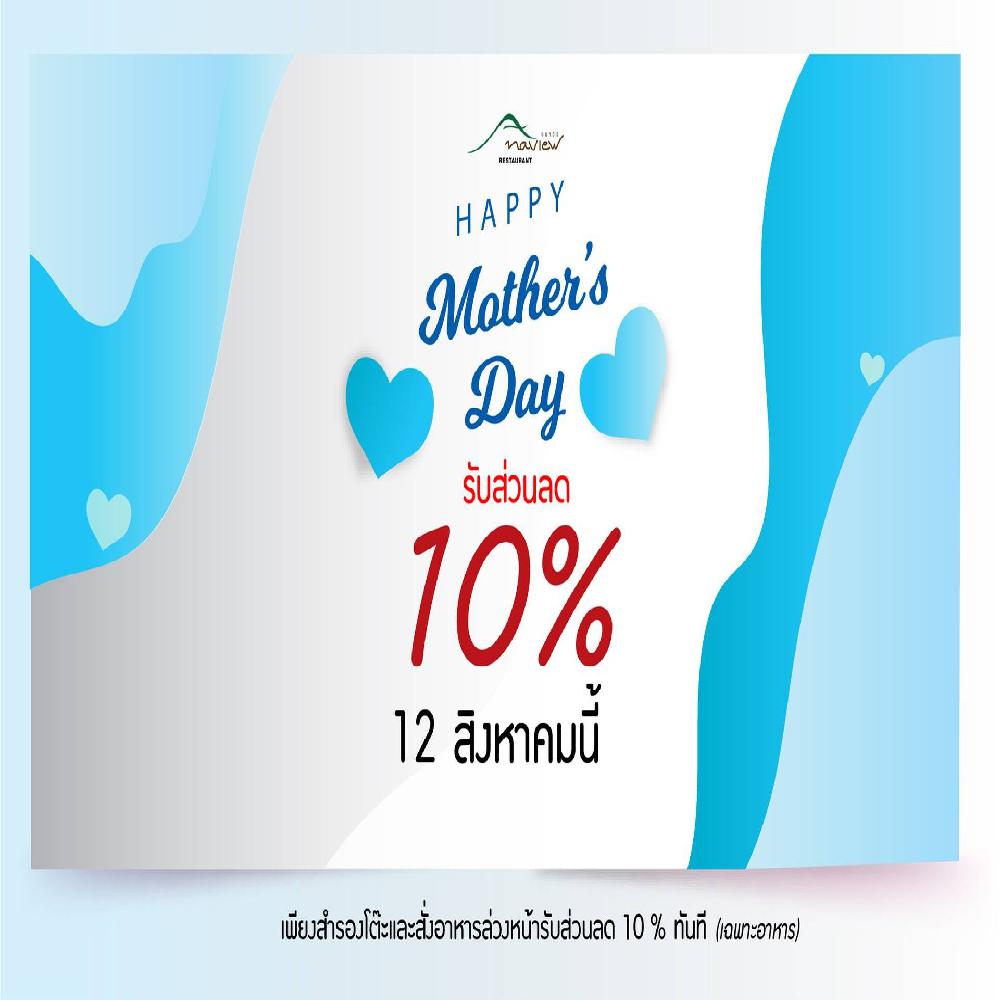 naview
RESTAURANT
HAPPY
Mother's
Day
รับส่วนลด
10%
12 สิงหาคมนี้
เพียงสำรองโต๊ะและสั่งอาหารล่วงหน้ารับส่วนลด 10 % ทันที (เฉพาะอาหาร)